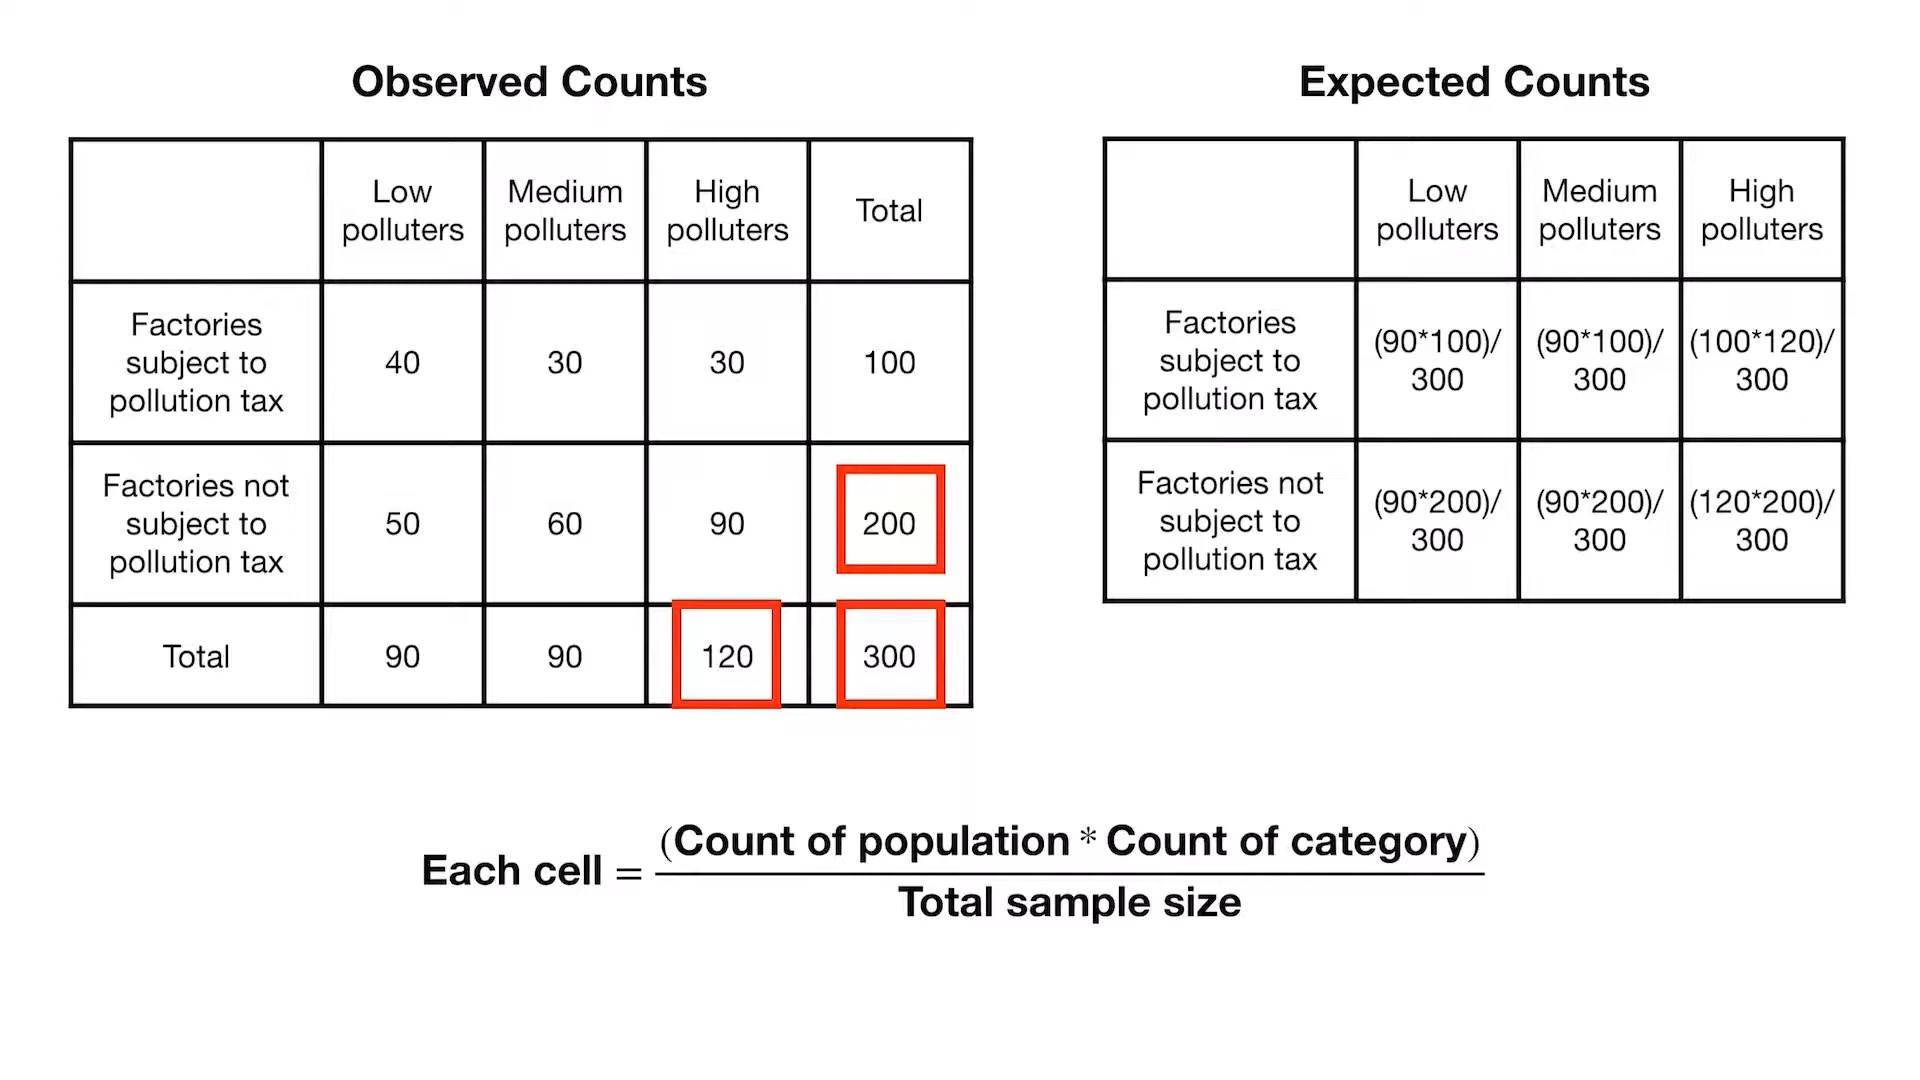 Observed Counts
Low
polluters
Medium
polluters
High
polluters
Total
Factories
subject to
pollution tax
40
30
30
100
Factories not
subject to
pollution tax
50
60
90
200
Total
90
90
120
300
Expected Counts
Low
polluters
Medium
polluters
High
polluters
Factories
subject to
pollution tax
(90*100)/
300
(90*100)/
300
(100*120)/
300
Factories not
subject to
pollution tax
(90*200)/
300
(90*200)/
300
(120*200)/
300
Each cell = (Count of population * Count of category)
Total sample size